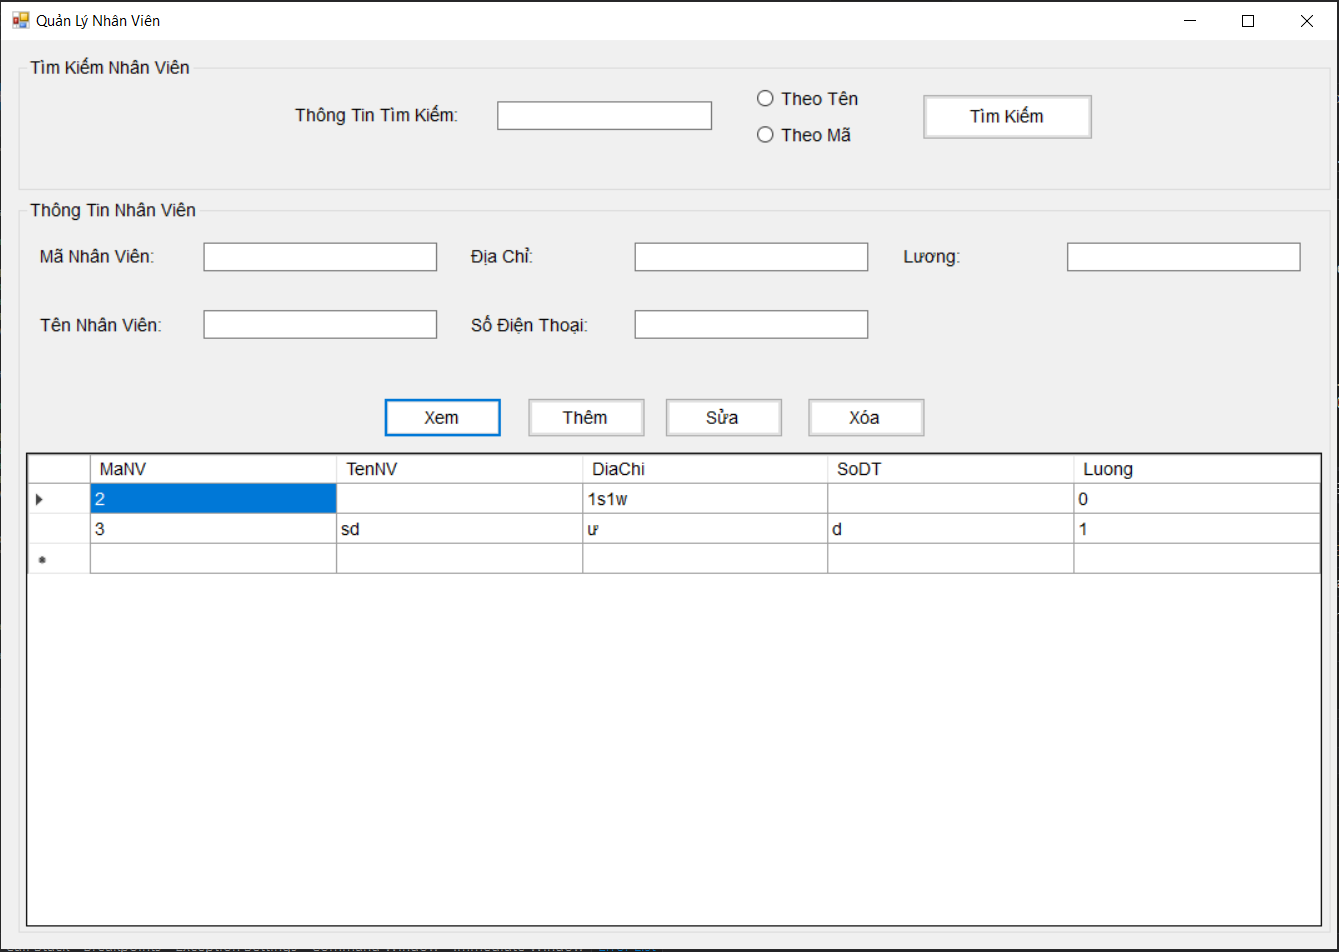 Quản Lý Nhân Viên
Tìm Kiếm Nhân Viên
Thông Tin Tìm Kiếm:
Theo Tên
Theo Mã
Tìm Kiếm
Thông Tin Nhân Viên
Mã Nhân Viên:
Địa Chỉ:
Lương:
Tên Nhân Viên:
Số Điện Thoại:
Xem Thêm Sửa Xóa
MaNV TenNV DiaChi SoDT Luong
2 1s1w 0
3 sd ư d 1